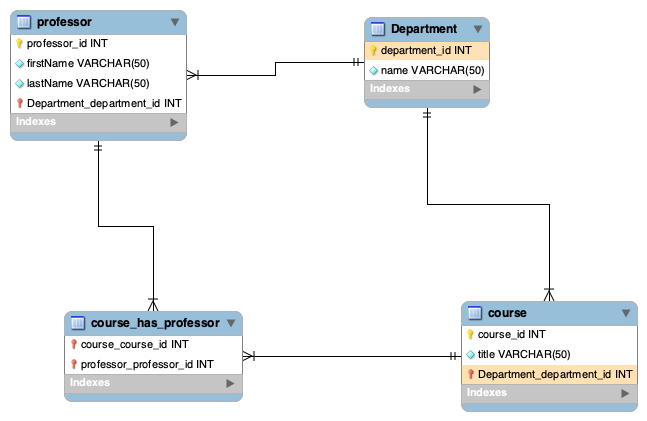 professor
professor_id INT
firstName VARCHAR(50)
lastName VARCHAR(50)
Department_department_id INT
Indexes
Department
department_id INT
name VARCHAR(50)
Indexes
course_has_professor
course_course_id INT
professor_professor_id INT
Indexes
course
course_id INT
title VARCHAR(50)
Department_department_id INT
Indexes